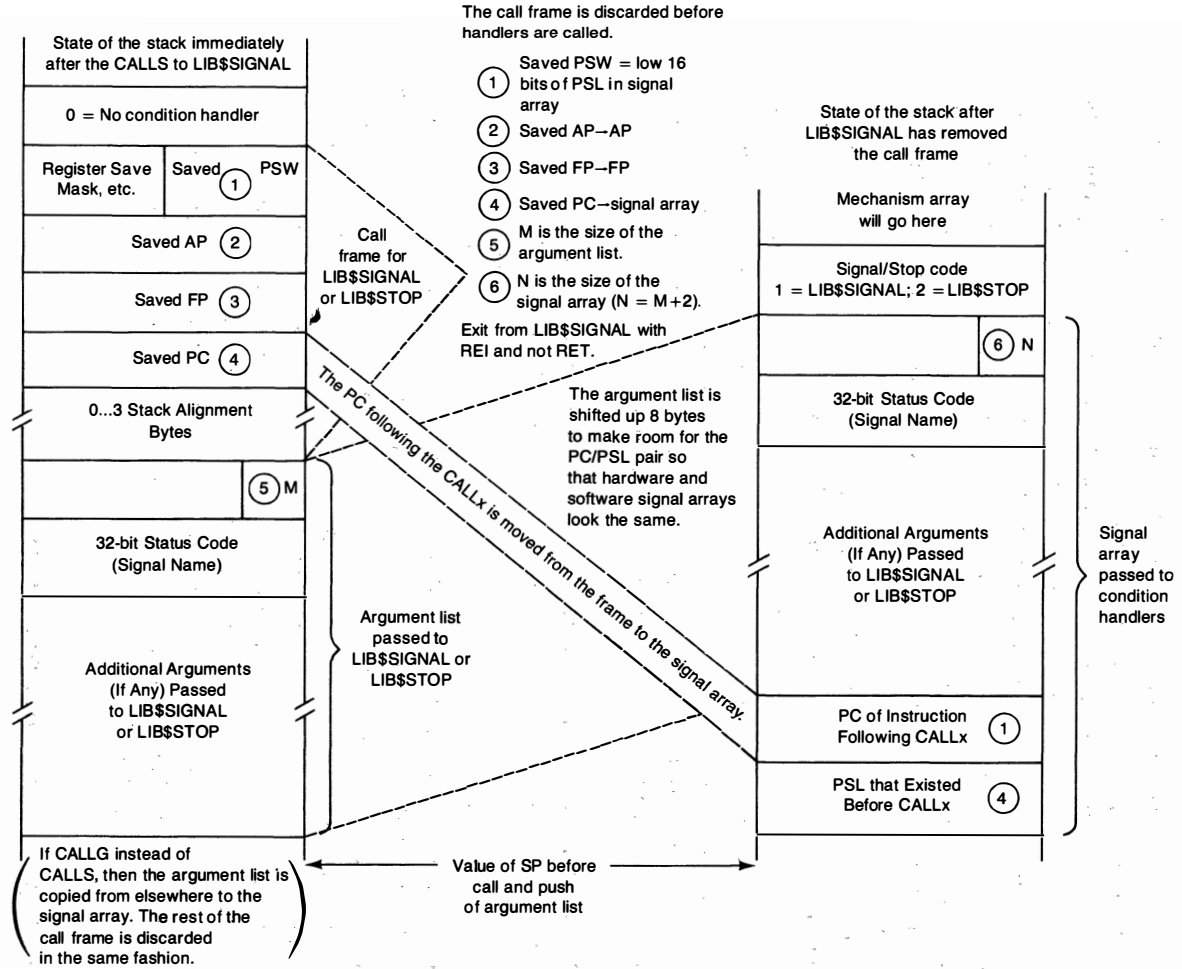 The call frame is discarded before
handlers are called.
1 Saved PSW = low 16
bits of PSL in signal
array
2 Saved AP→AP
3 Saved FP→FP
4 Saved PC→signal array
5 M is the size of the
argument list.
6 N is the size of the
signal array (N = M+2).
Exit from LIB$SIGNAL with
REI and not RET.
State of the stack immediately
after the CALLS to LIB$SIGNAL
0 = No condition handler
Register Save
Mask, etc.
Saved 1 PSW
Saved AP 2
Saved FP 3
Saved PC 4
0...3 Stack Alignment
Bytes
5 M
32-bit Status Code
(Signal Name)
Additional Arguments
(If Any) Passed
to LIB$SIGNAL
or LIB$STOP
If CALLG instead of
CALLS, then the argument list is
copied from elsewhere to the
signal array. The rest of the
call frame is discarded
in the same fashion.
Call
frame for
LIB$SIGNAL
or LIB$STOP
The PC following the CALLx is moved from the frame to the signal array.
Argument list
passed to
LIB$SIGNAL or
LIB$STOP
The argument list is
shifted up 8 bytes
to make room for the
PC/PSL pair so
that hardware and
software signal arrays
look the same.
Value of SP before
call and push
of argument list
State of the stack after
LIB$SIGNAL has removed
the call frame
Mechanism array
will go here
Signal/Stop code
1 = LIB$SIGNAL; 2 = LIB$STOP
6 N
32-bit Status Code
(Signal Name)
Additional Arguments
(If Any) Passed
to LIB$SIGNAL
or LIB$STOP
PC of Instruction
Following CALLx 1
PSL that Existed
Before CALLx 4
Signal
array
passed to
condition
handlers